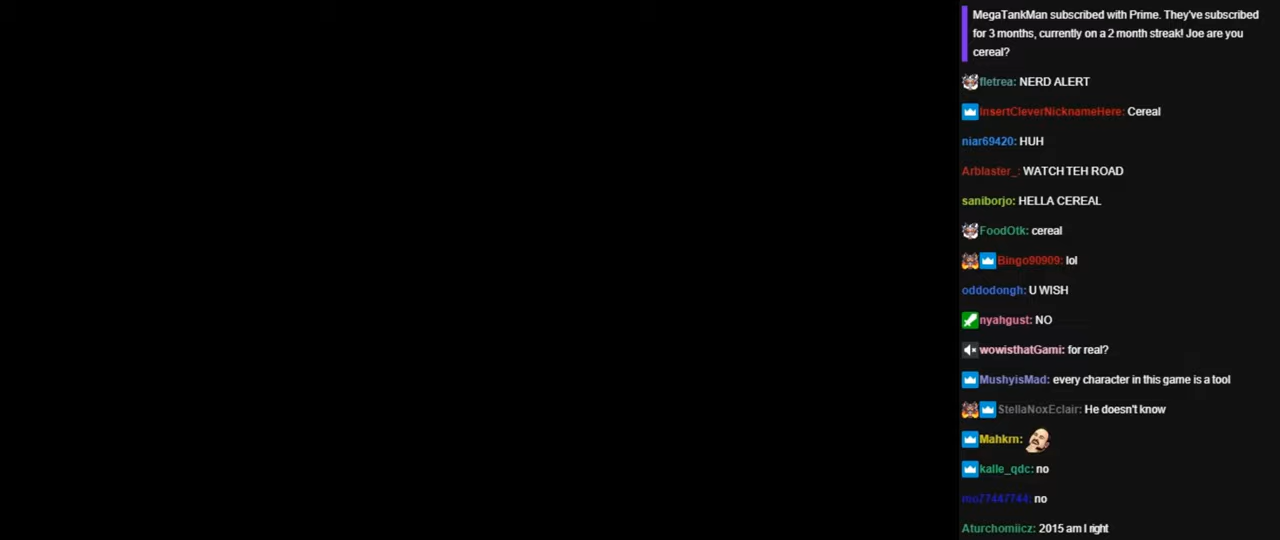 MegaTankMan subscribed with Prime. They've subscribed
for 3 months, currently on a 2 month streak! Joe are you
cereal?
fletrea: NERD ALERT
InsertCleverNicknameHere: Cereal
niar69420: HUH
Arblaster_: WATCH TEH ROAD
saniborjo: HELLA CEREAL
FoodOtk: cereal
Bingo90909: lol
oddodongh: U WISH
nyahgust: NO
wowisthatGami: for real?
MushyisMad: every character in this game is a tool
StellaNoxEclair: He doesn't know
Mahkrn:
kalle_qdc: no
mo77447744: no
Aturchomiicz: 2015 am I right